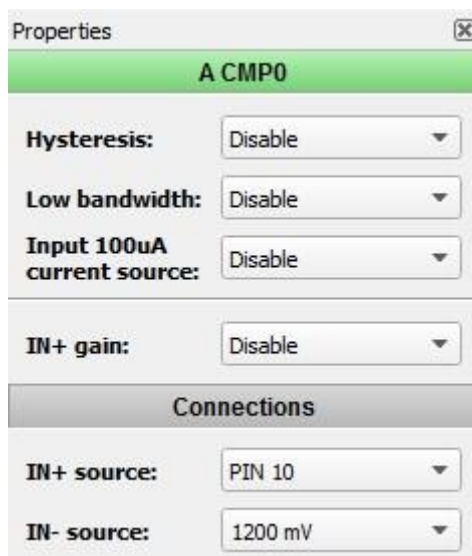 Properties
A CMP0
Hysteresis: Disable
Low bandwidth: Disable
Input 100uA
current source: Disable
IN+ gain: Disable
Connections
IN+ source: PIN 10
IN- source: 1200 mV